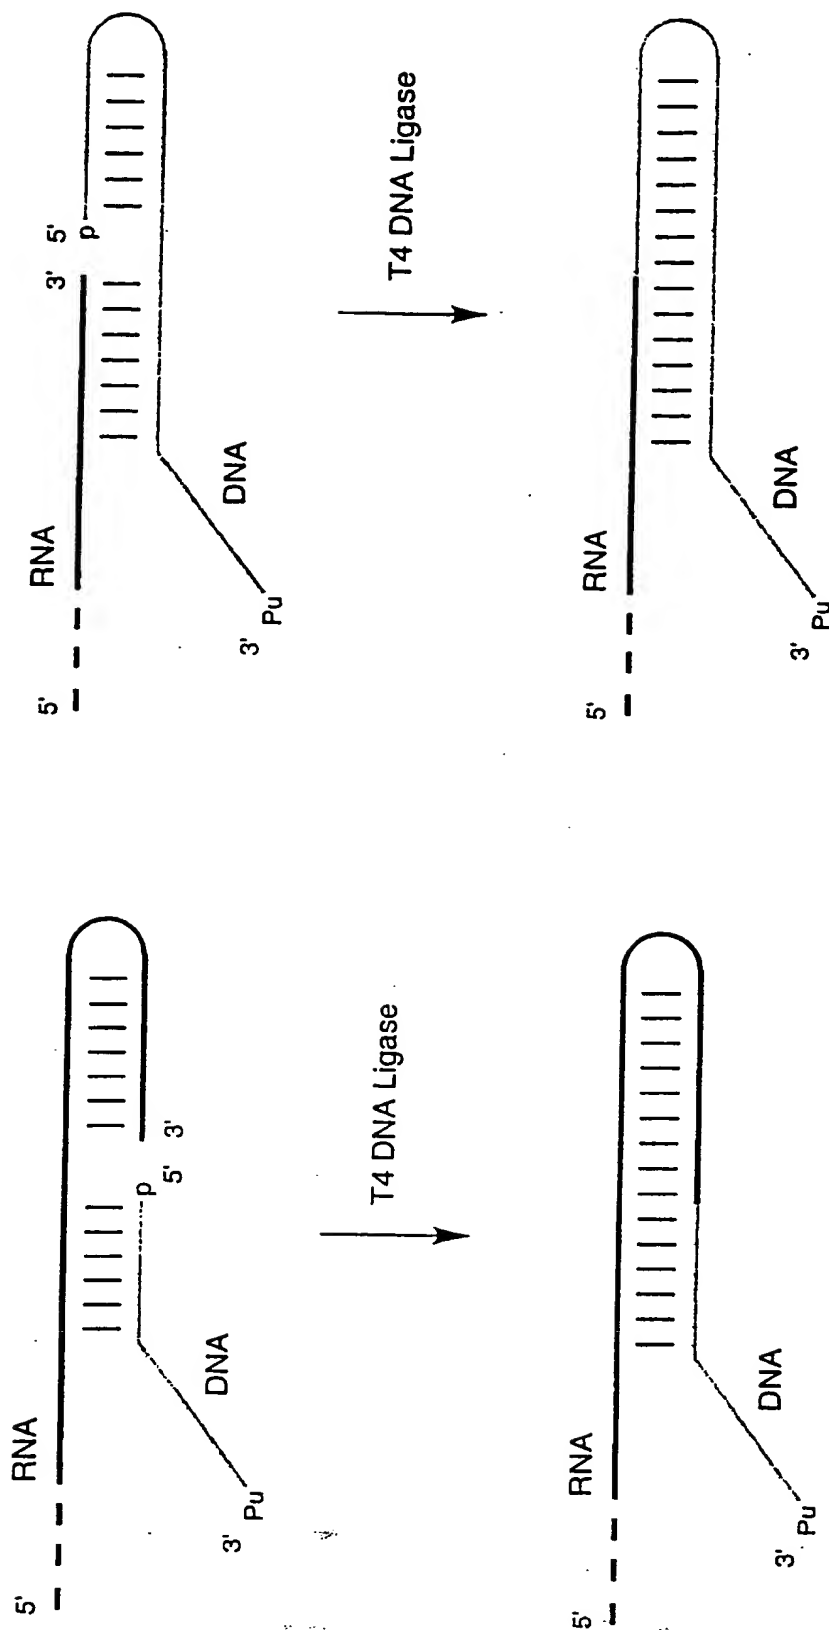 5'
RNA
3'
5'
p
DNA
3'
Pu
T4 DNA Ligase
5'
RNA
DNA
3'
Pu
5'
RNA
p
5'
3'
DNA
3'
Pu
T4 DNA Ligase
5'
RNA
DNA
3'
Pu